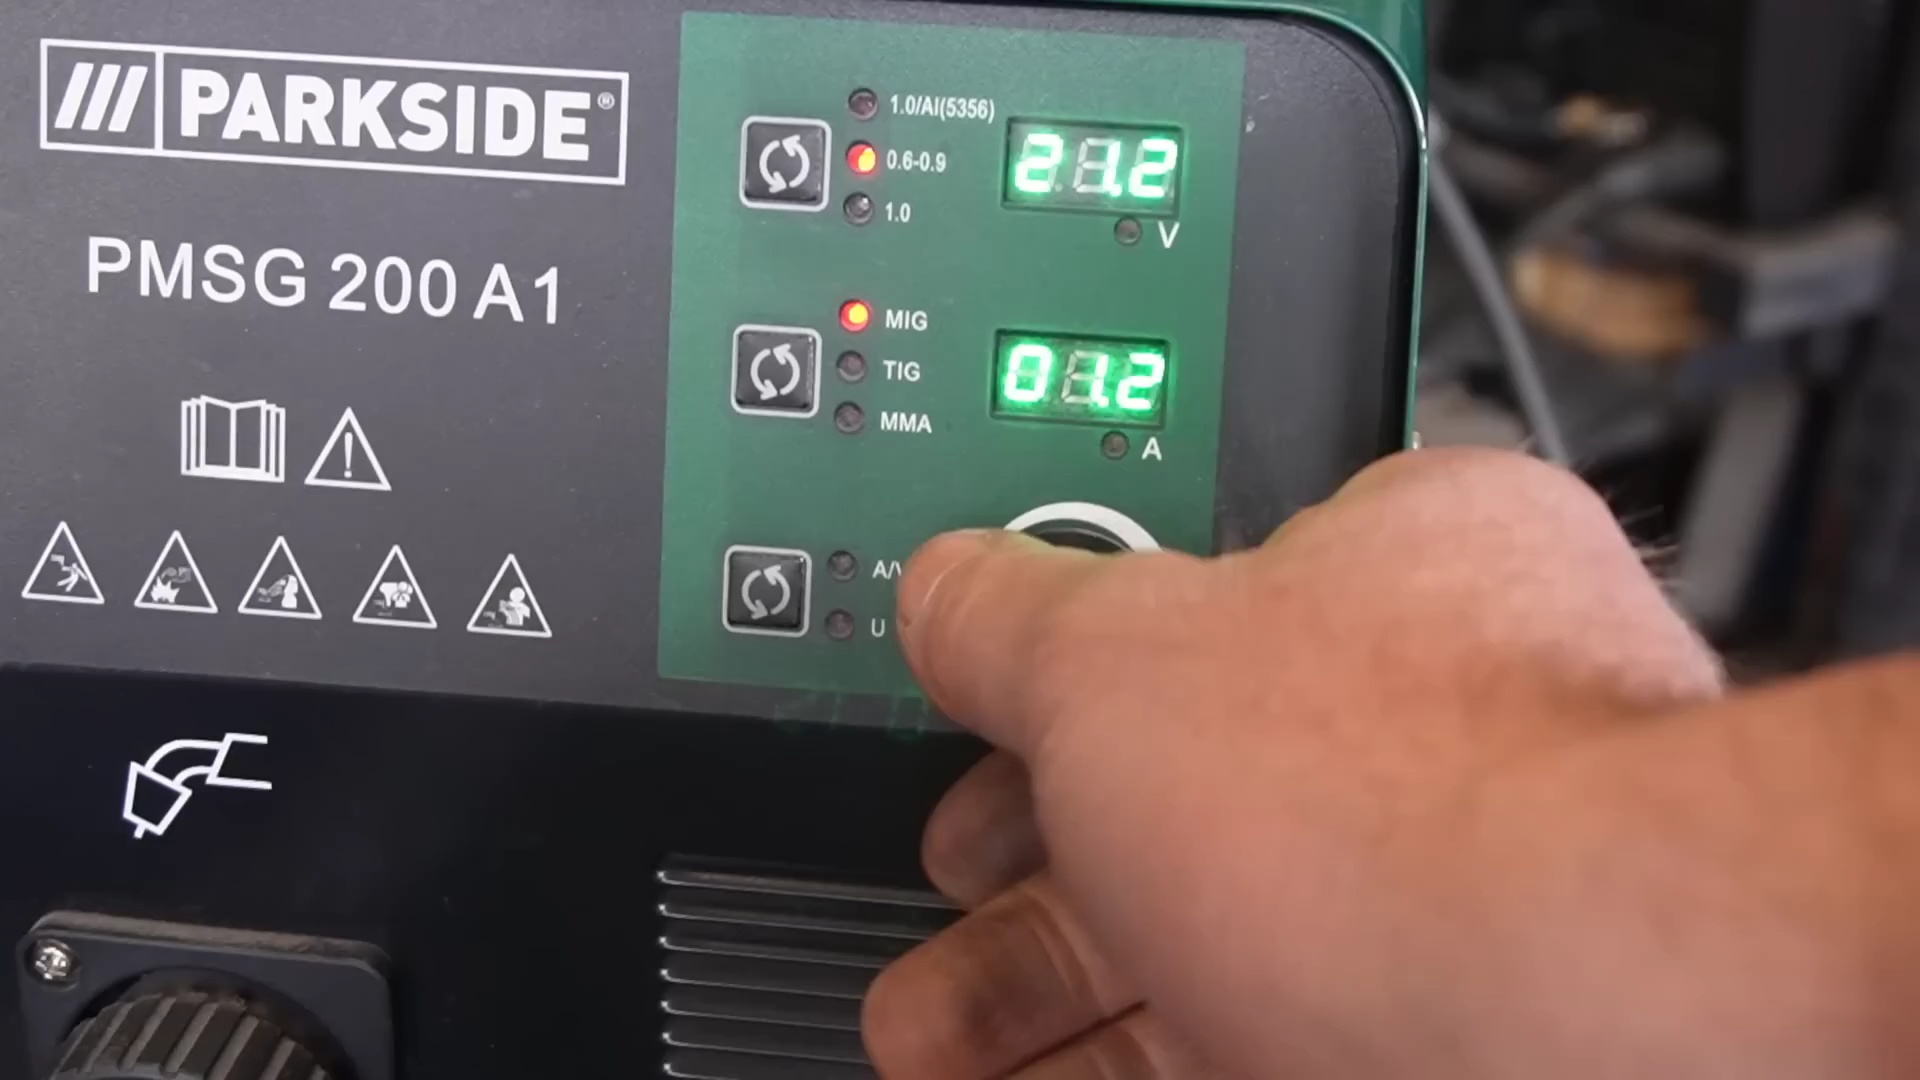 PARKSIDE®
PMSG 200 A1
1.0/Al(5356)
0.6-0.9
1.0
21.2
V
MIG
TIG
MMA
01.2
A
A/V
U